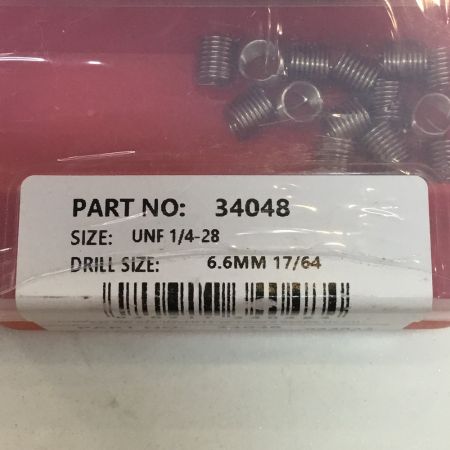 PART NO: 34048
SIZE: UNF 1/4-28
DRILL SIZE: 6.6MM 17/64